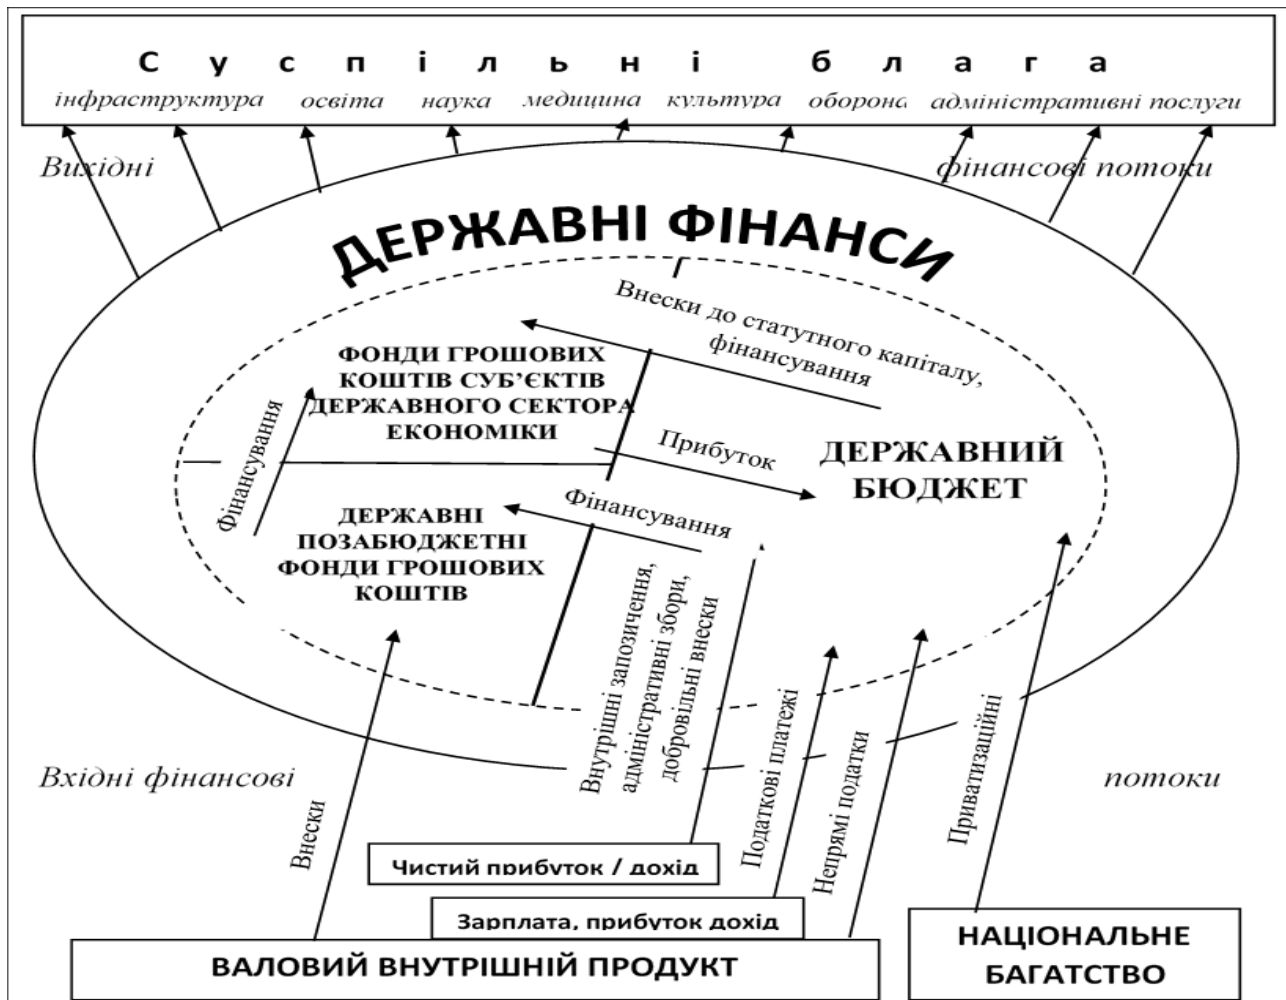 Суспільні блага
інфраструктура освіта наука медицина культура оборона адміністративні послуги
Вихідні фінансові потоки
ДЕРЖАВНІ ФІНАНСИ
Внески до статутного капіталу,
фінансування
ФОНДИ ГРОШОВИХ
КОШТІВ СУБ’ЄКТІВ
ДЕРЖАВНОГО СЕКТОРА
ЕКОНОМІКИ
Фінансування
Прибуток
ДЕРЖАВНИЙ
БЮДЖЕТ
Фінансування
ДЕРЖАВНІ
ПОЗАБЮДЖЕТНІ
ФОНДИ ГРОШОВИХ
КОШТІВ
Внутрішні запозичення,
адміністративні збори,
добровільні внески
Податкові платежі
Непрямі податки
Приватизаційні
Вхідні фінансові потоки
Внески
Чистий прибуток / дохід
Зарплата, прибуток дохід
ВАЛОВИЙ ВНУТРІШНІЙ ПРОДУКТ
НАЦІОНАЛЬНЕ
БАГАТСТВО